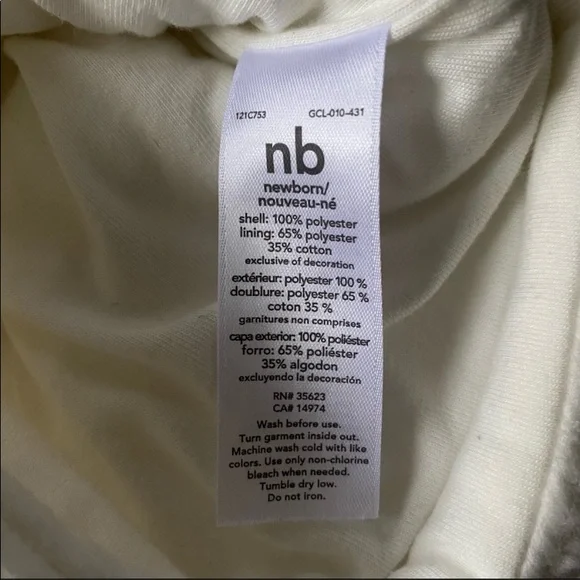 121C753 GCL-010-431
nb
newborn/
nouveau-né
shell: 100% polyester
lining: 65% polyester
35% cotton
exclusive of decoration
extérieur: polyester 100 %
doublure: polyester 65 %
coton 35 %
garnitures non comprises
capa exterior: 100% poliéster
forro: 65% poliéster
35% algodon
excluyendo la decoración
RN# 35623
CA# 14974
Wash before use.
Turn garment inside out.
Machine wash cold with like
colors. Use only non-chlorine
bleach when needed.
Tumble dry low.
Do not iron.